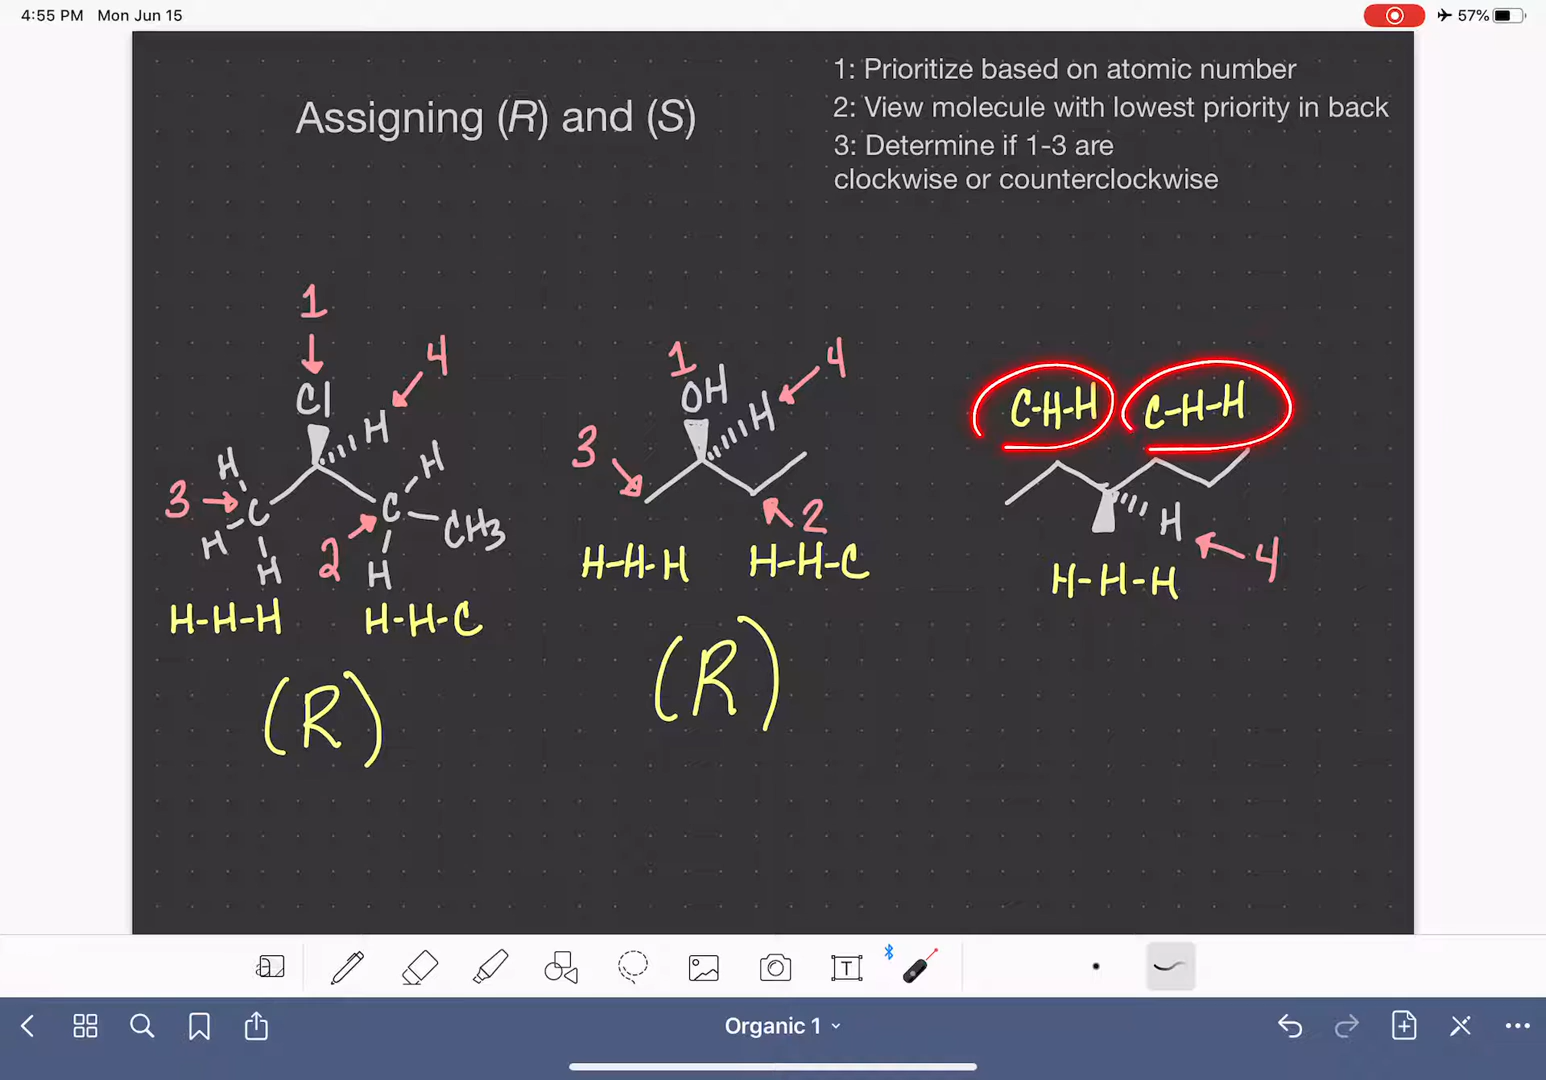 4:55 PM Mon Jun 15
57%
Assigning (R) and (S)
1: Prioritize based on atomic number
2: View molecule with lowest priority in back
3: Determine if 1-3 are
clockwise or counterclockwise
1
4
Cl
H
H
H
3
C
C
CH3
H
H
2
H
H-H-H
H-H-C
(R)
1
4
OH
H
3
2
H-H-H
H-H-C
(R)
C-H-H
C-H-H
H
4
H-H-H
T
Organic 1